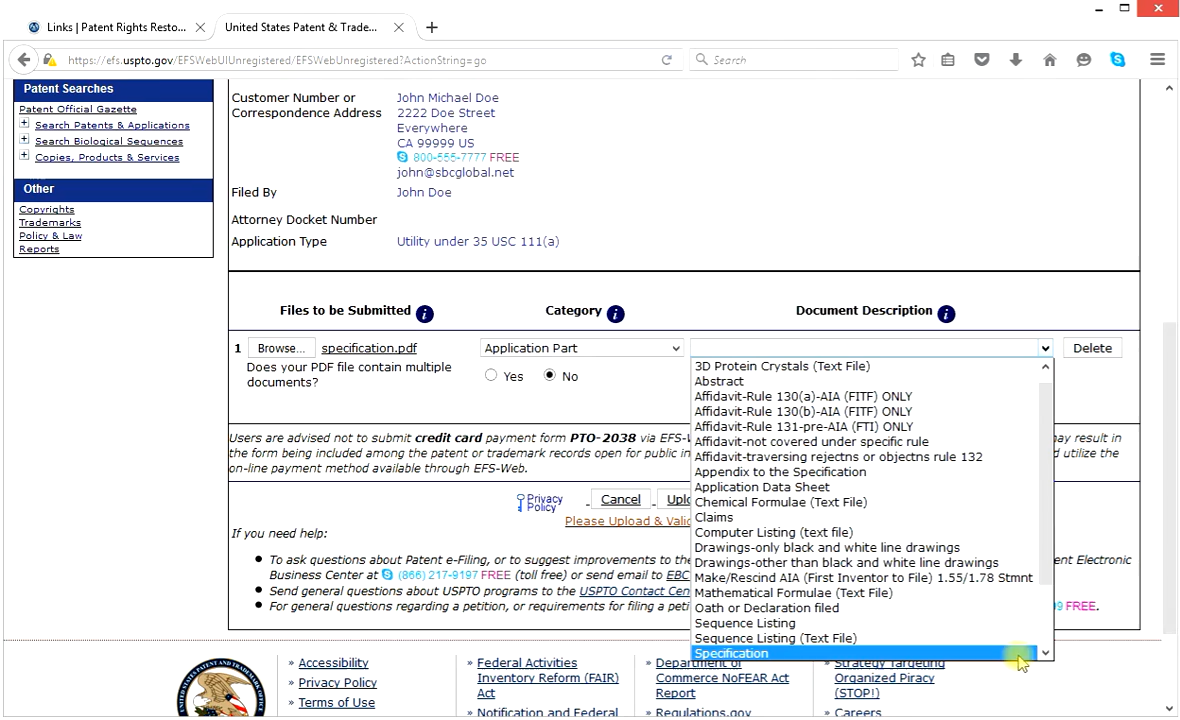 Links | Patent Rights Resto...
United States Patent & Trade...
https://efs.uspto.gov/EFSWebUIUnregistered/EFSWebUnregistered?ActionString=go
Search
Patent Searches
Patent Official Gazette
Search Patents & Applications
Search Biological Sequences
Copies, Products & Services
Other
Copyrights
Trademarks
Policy & Law
Reports
Customer Number or
Correspondence Address
John Michael Doe
2222 Doe Street
Everywhere
CA 99999 US
800-555-7777 FREE
john@sbcglobal.net
Filed By John Doe
Attorney Docket Number
Application Type Utility under 35 USC 111(a)
Files to be Submitted Category Document Description
1 Browse... specification.pdf Application Part Delete
Does your PDF file contain multiple
documents?
Yes No
3D Protein Crystals (Text File)
Abstract
Affidavit-Rule 130(a)-AIA (FITF) ONLY
Affidavit-Rule 130(b)-AIA (FITF) ONLY
Affidavit-Rule 131-pre-AIA (FTI) ONLY
Affidavit-not covered under specific rule
Affidavit-traversing rejectns or objectns rule 132
Appendix to the Specification
Application Data Sheet
Chemical Formulae (Text File)
Claims
Computer Listing (text file)
Drawings-only black and white line drawings
Drawings-other than black and white line drawings
Make/Rescind AIA (First Inventor to File) 1.55/1.78 Stmnt
Mathematical Formulae (Text File)
Oath or Declaration filed
Sequence Listing
Sequence Listing (Text File)
Specification
Users are advised not to submit credit card payment form PTO-2038 via EFS- may result in
the form being included among the patent or trademark records open for public in d utilize the
on-line payment method available through EFS-Web.
Privacy
Policy
Cancel Uplo
Please Upload & Valid
If you need help:
To ask questions about Patent e-Filing, or to suggest improvements to the ent Electronic
Business Center at (866) 217-9197 FREE (toll free) or send email to EBC
Send general questions about USPTO programs to the USPTO Contact Cen
For general questions regarding a petition, or requirements for filing a peti 9 FREE.
» Accessibility
» Privacy Policy
» Terms of Use
» Federal Activities
Inventory Reform (FAIR)
Act
» Notification and Federal
» Department of
Commerce NoFEAR Act
Report
» Regulations.gov
» Strategy Targeting
Organized Piracy
(STOP!)
» Careers